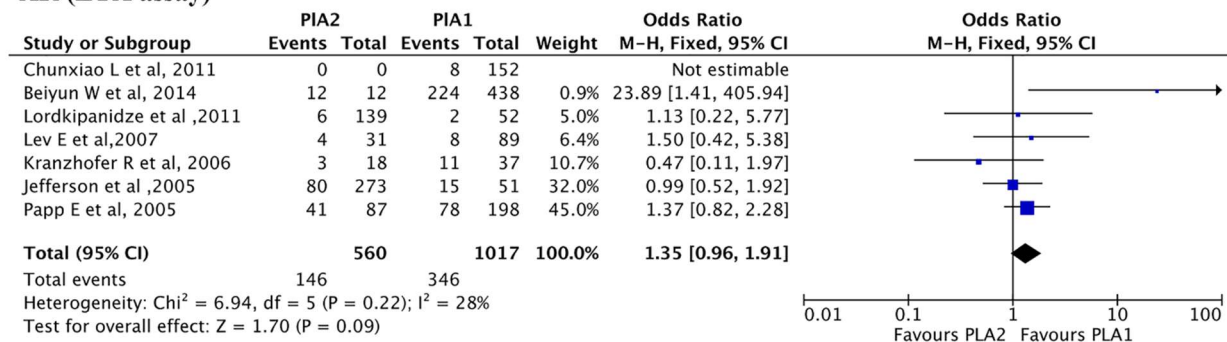 PIA2 PIA1 Odds Ratio Odds Ratio
Study or Subgroup Events Total Events Total Weight M-H, Fixed, 95% CI M-H, Fixed, 95% CI
Chunxiao L et al, 2011 0 0 8 152 Not estimable
Beiyun W et al, 2014 12 12 224 438 0.9% 23.89 [1.41, 405.94]
Lordkipanidze et al ,2011 6 139 2 52 5.0% 1.13 [0.22, 5.77]
Lev E et al,2007 4 31 8 89 6.4% 1.50 [0.42, 5.38]
Kranzhofer R et al, 2006 3 18 11 37 10.7% 0.47 [0.11, 1.97]
Jefferson et al ,2005 80 273 15 51 32.0% 0.99 [0.52, 1.92]
Papp E et al, 2005 41 87 78 198 45.0% 1.37 [0.82, 2.28]
Total (95% CI) 560 1017 100.0% 1.35 [0.96, 1.91]
Total events 146 346
Heterogeneity: Chi² = 6.94, df = 5 (P = 0.22); I² = 28%
Test for overall effect: Z = 1.70 (P = 0.09)
0.01 0.1 1 10 100
Favours PLA2 Favours PLA1